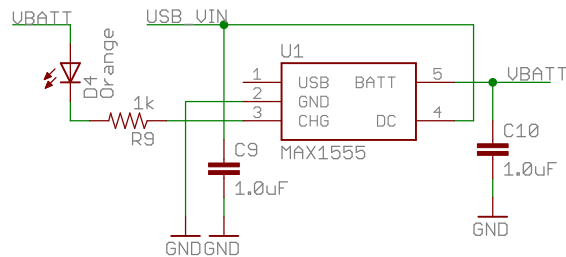 VBATT
USB_VIN
D4
Orange
1k
R9
U1
1
2
3
USB
GND
CHG
BATT
DC
5
4
MAX1555
VBATT
C9
1.0uF
C10
1.0uF
GND
GND
GND